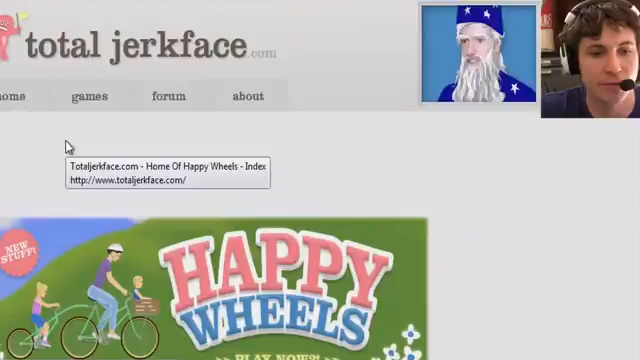 total jerkface.com
home
games
forum
about
Totaljerkface.com - Home Of Happy Wheels - Index
http://www.totaljerkface.com/
NEW
STUFF!
HAPPY
WHEELS
PLAY NOW?!